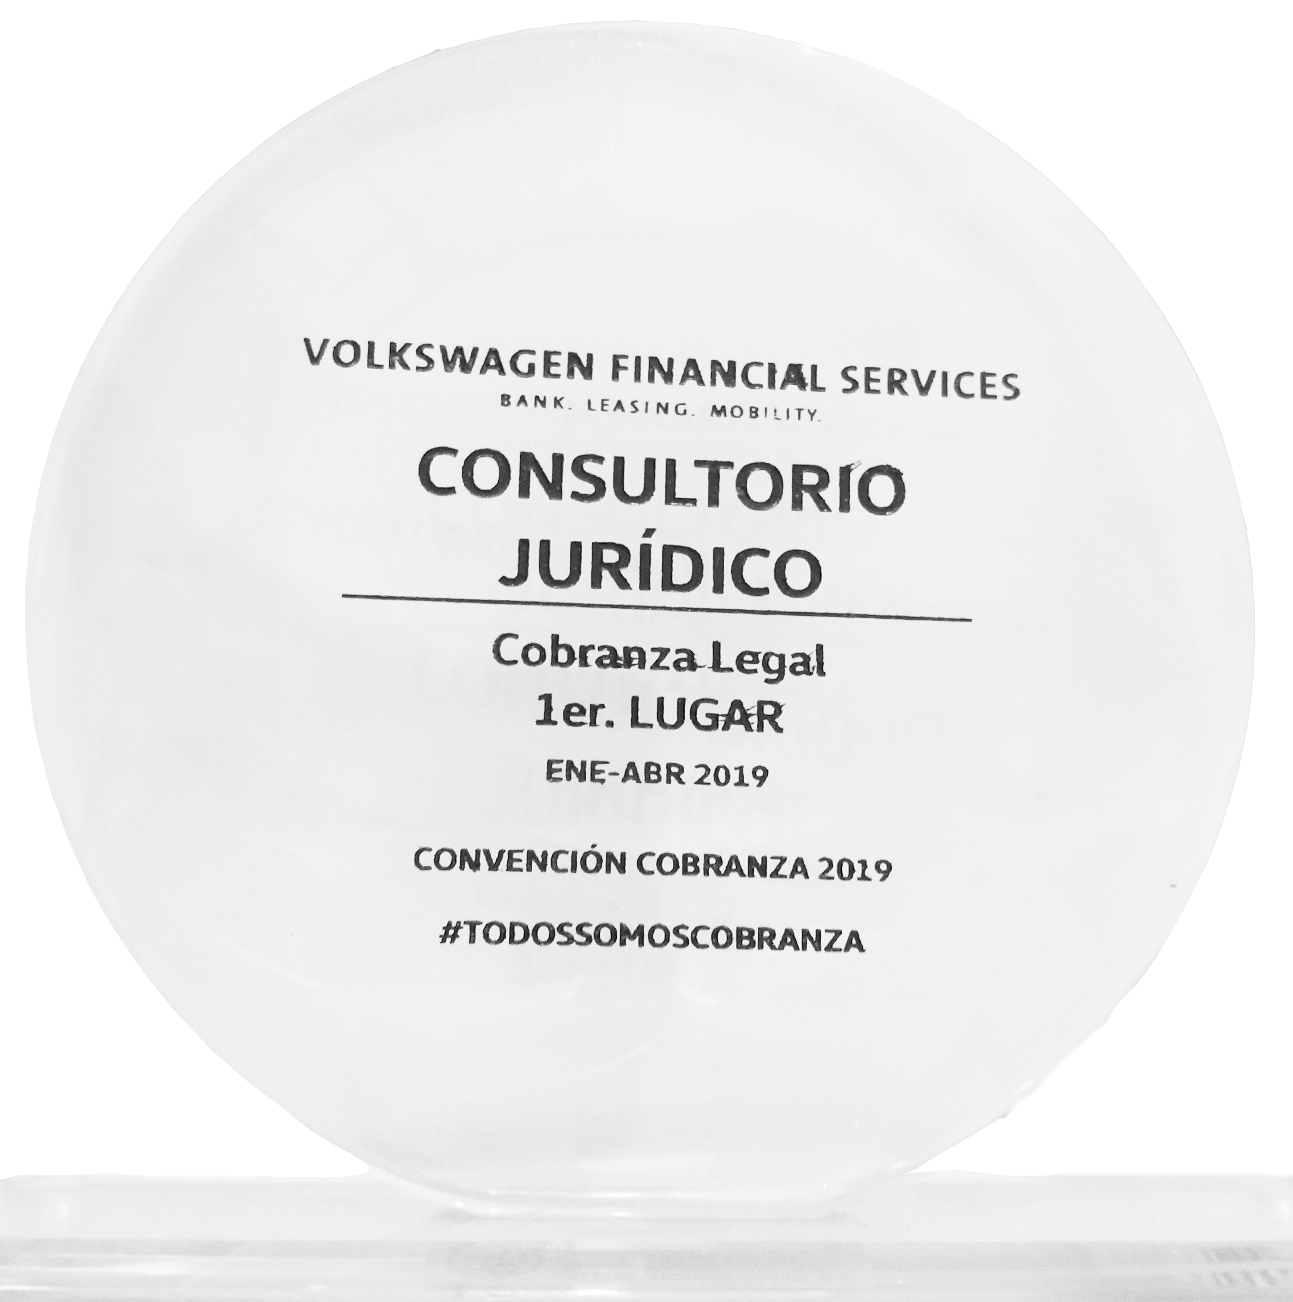 VOLKSWAGEN FINANCIAL SERVICES
BANK. LEASING. MOBILITY.
CONSULTORIO
JURÍDICO
Cobranza Legal
1er. LUGAR
ENE-ABR 2019
CONVENCIÓN COBRANZA 2019
#TODOSSOMOSCOBRANZA